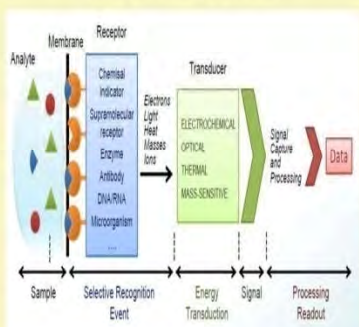 Analyte
Membrane
Receptor
Chemisal
indicator
Supramolecular
receptor
Enzyme
Antibody
DNA/RNA
Microorganism
....
Electrons
Light
Heat
Masses
Ions
Transducer
ELECTROCHEMICAL
OPTICAL
THERMAL
MASS-SENSITIVE
Signal
Capture
and
Processing
Data
Sample
Selective Recognition
Event
Energy
Transduction
Signal
Processing
Readout